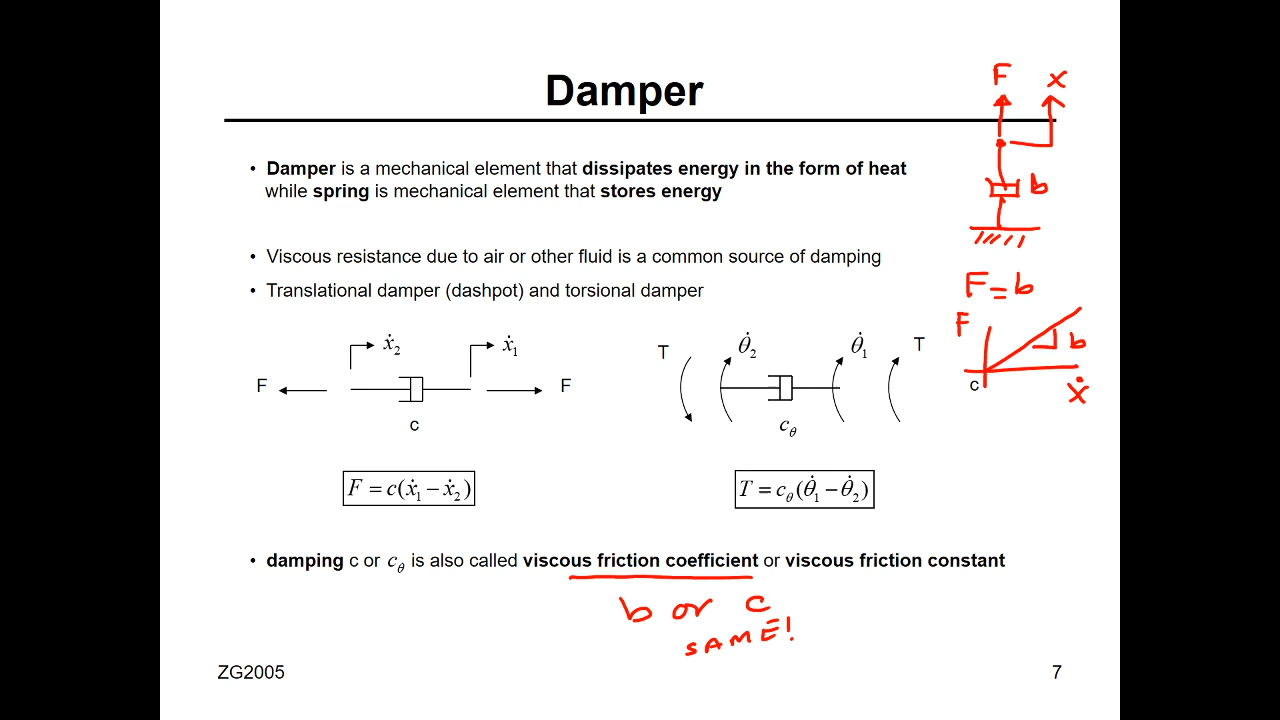 Damper
• Damper is a mechanical element that dissipates energy in the form of heat
while spring is mechanical element that stores energy
• Viscous resistance due to air or other fluid is a common source of damping
• Translational damper (dashpot) and torsional damper
ẋ₂ ẋ₁
F F
c
T θ̇₂ θ̇₁ T
c_θ
F = c(ẋ₁ − ẋ₂)
T = c_θ(θ̇₁ − θ̇₂)
• damping c or c_θ is also called viscous friction coefficient or viscous friction constant
b or c
SAME!
F x
b
F = b
F
b
c
ẋ
ZG2005
7